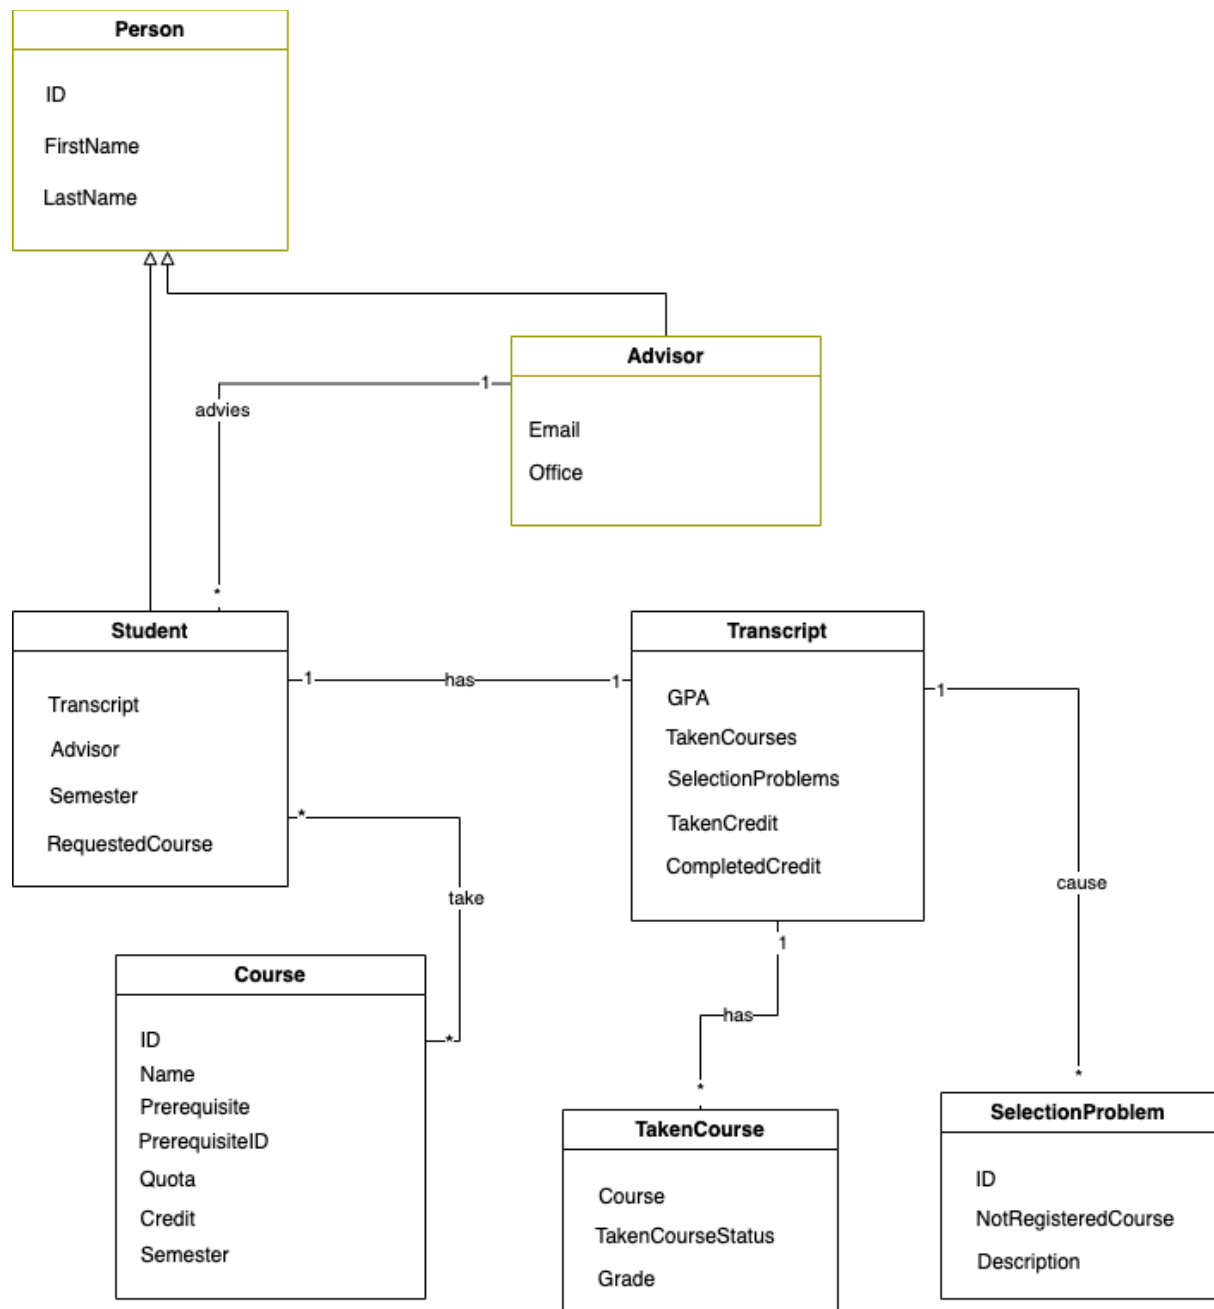 Person
ID
FirstName
LastName
Advisor
1
advies
Email
Office
*
Student
Transcript
Advisor
Semester
RequestedCourse
1
has
1
Transcript
GPA
TakenCourses
SelectionProblems
TakenCredit
CompletedCredit
1
*
take
*
cause
1
has
*
*
Course
ID
Name
Prerequisite
PrerequisiteID
Quota
Credit
Semester
TakenCourse
Course
TakenCourseStatus
Grade
SelectionProblem
ID
NotRegisteredCourse
Description